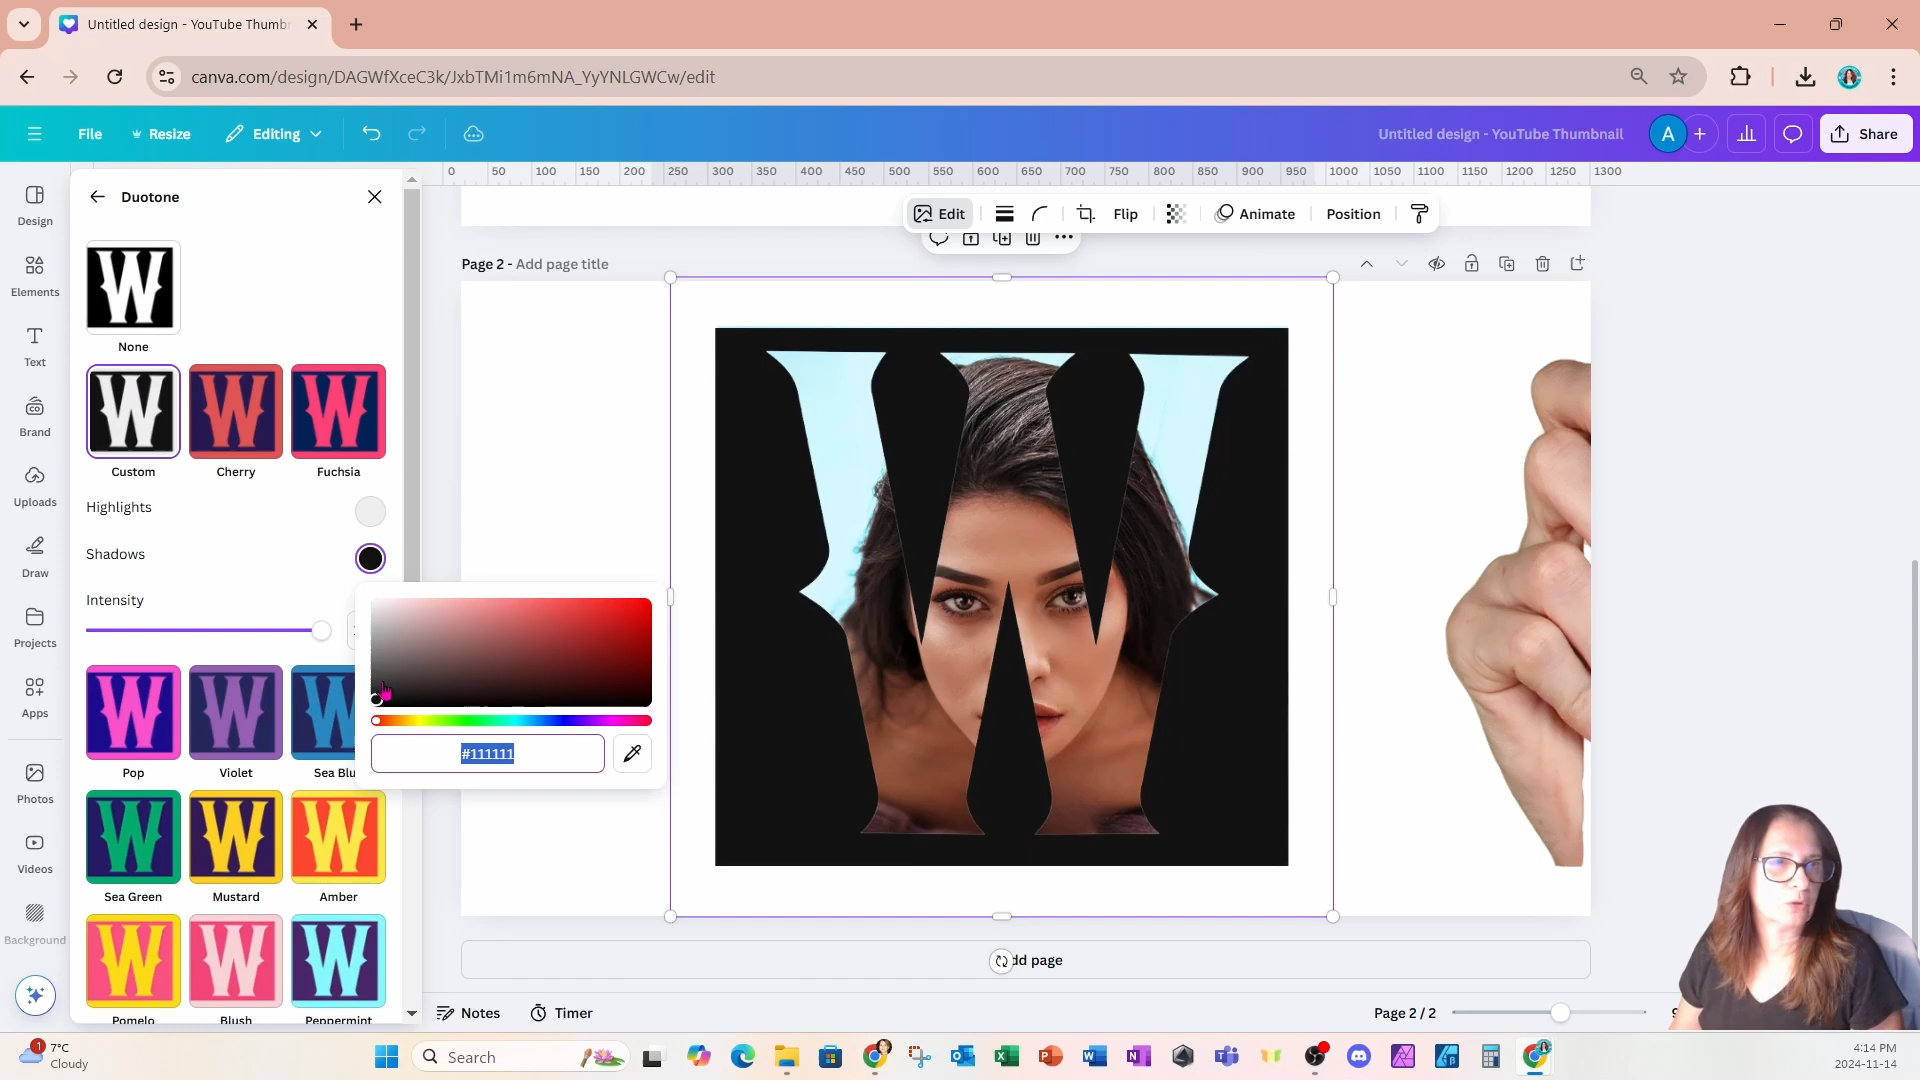 Untitled design - YouTube Thumbn
canva.com/design/DAGWfXceC3k/JxbTMi1m6mNA_YyYNLGWCw/edit
File
Resize
Editing
Untitled design - YouTube Thumbnail
A
Share
0 50 100 150 200 250 300 350 400 450 500 550 600 650 700 750 800 850 900 950 1000 1050 1100 1150 1200 1250 1300
Design
Elements
Text
Brand
Uploads
Draw
Projects
Apps
Photos
Videos
Background
Duotone
W
None
W W W
Custom Cherry Fuchsia
Highlights
Shadows
Intensity
W W W
Pop Violet Sea Blu
W W W
Sea Green Mustard Amber
W W W
Pomelo Blush Peppermint
#111111
Edit
Flip
Animate
Position
Page 2 - Add page title
W
dd page
Notes
Timer
Page 2 / 2
1
7°C
Cloudy
Search
4:14 PM
2024-11-14